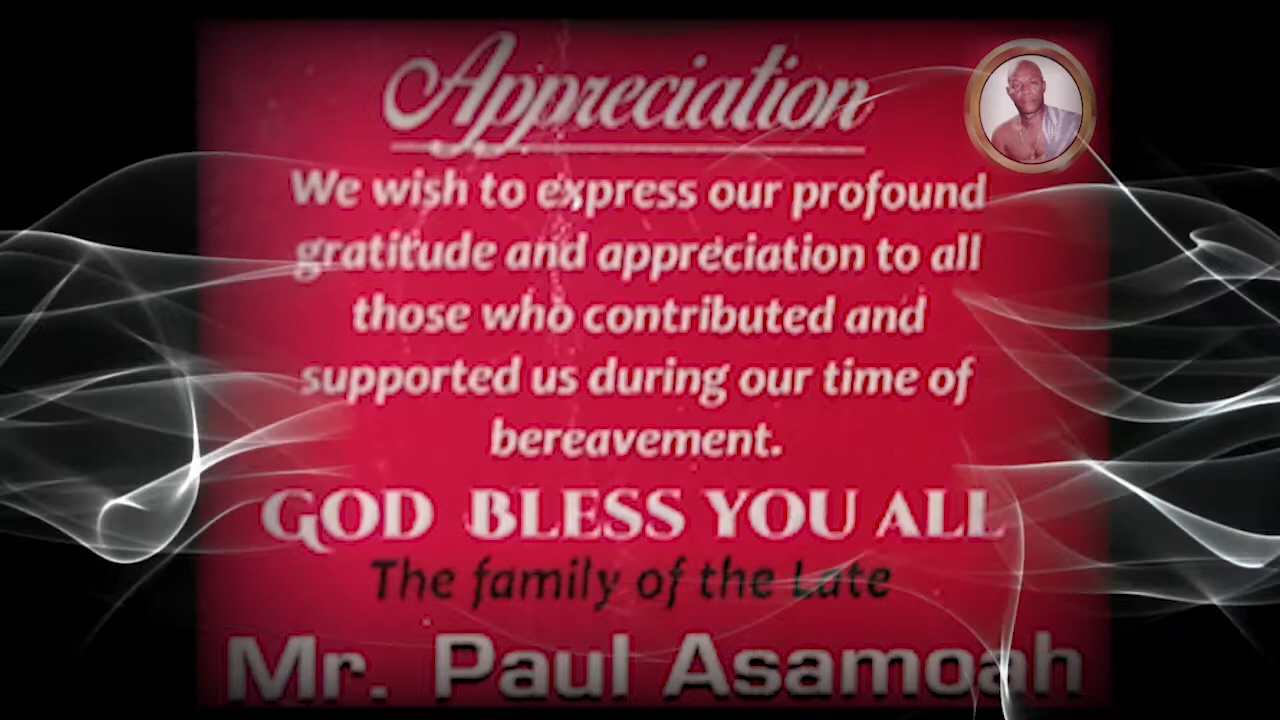 Appreciation
We wish to express our profound
gratitude and appreciation to all
those who contributed and
supported us during our time of
bereavement.
GOD BLESS YOU ALL
The family of the Late
Mr. Paul Asamoah